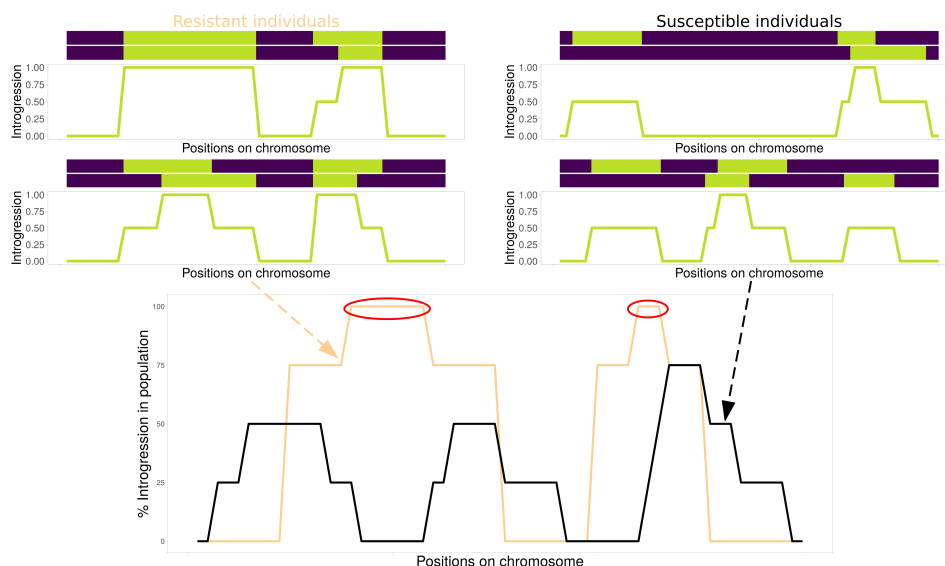 Resistant individuals
Susceptible individuals
Introgression
1.00
0.75
0.50
0.25
0.00
Positions on chromosome
Introgression
1.00
0.75
0.50
0.25
0.00
Positions on chromosome
Introgression
1.00
0.75
0.50
0.25
0.00
Positions on chromosome
Introgression
1.00
0.75
0.50
0.25
0.00
Positions on chromosome
% Introgression in population
100
75
50
25
0
Positions on chromosome